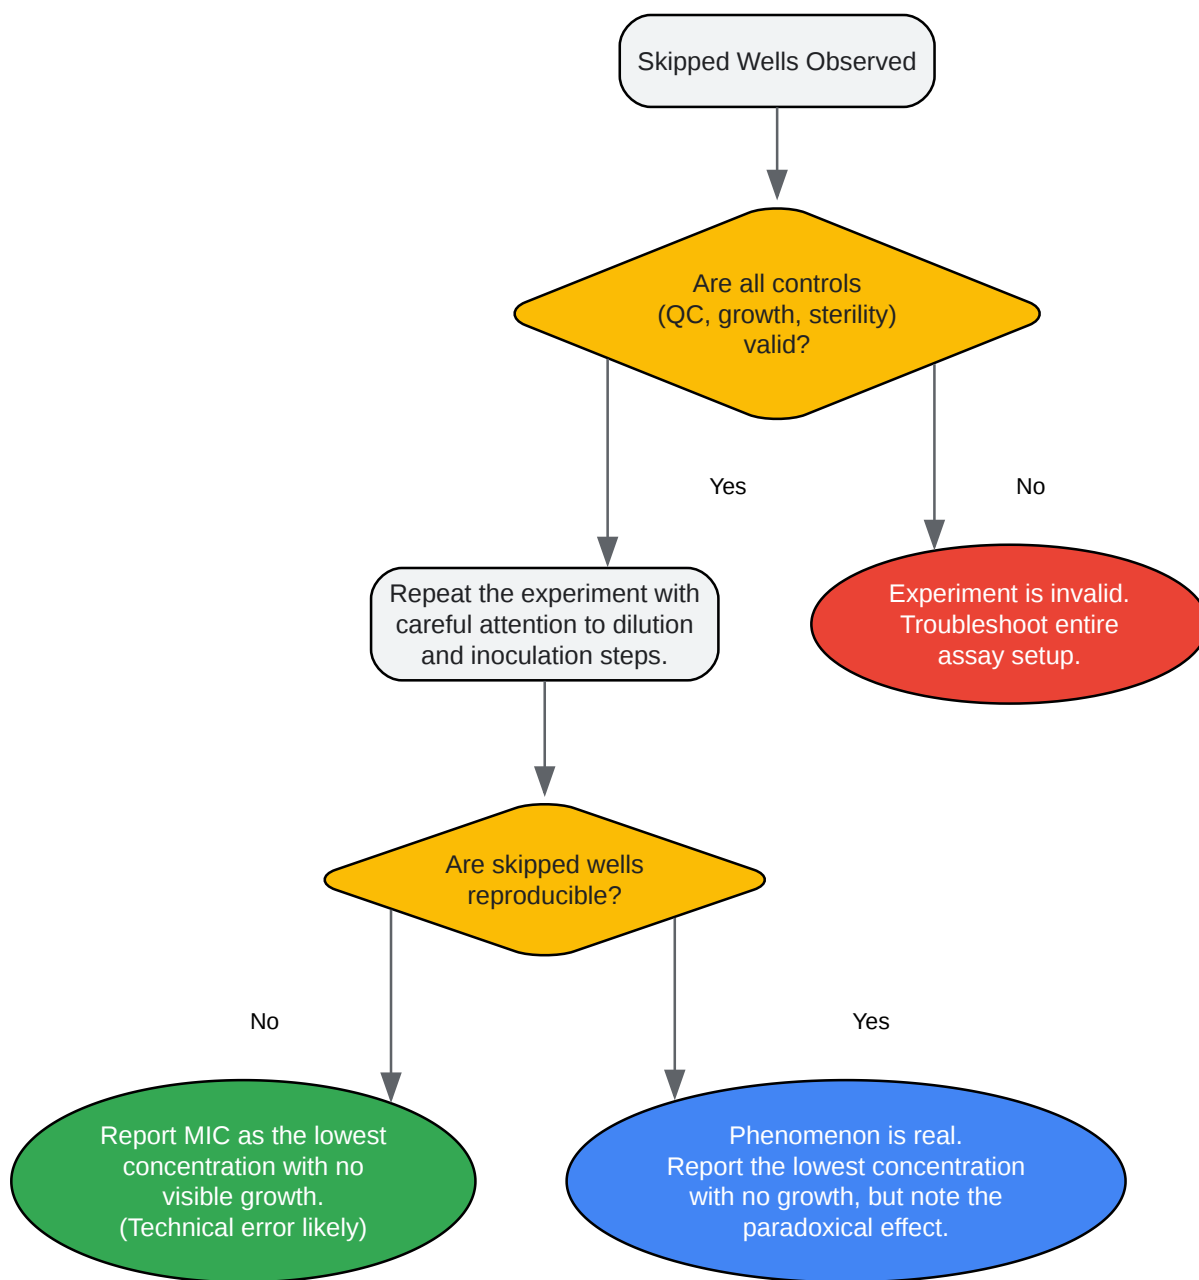 Skipped Wells Observed
Are all controls
(QC, growth, sterility)
valid?
Yes
No
Repeat the experiment with
careful attention to dilution
and inoculation steps.
Experiment is invalid.
Troubleshoot entire
assay setup.
Are skipped wells
reproducible?
No
Yes
Report MIC as the lowest
concentration with no
visible growth.
(Technical error likely)
Phenomenon is real.
Report the lowest concentration
with no growth, but note the
paradoxical effect.